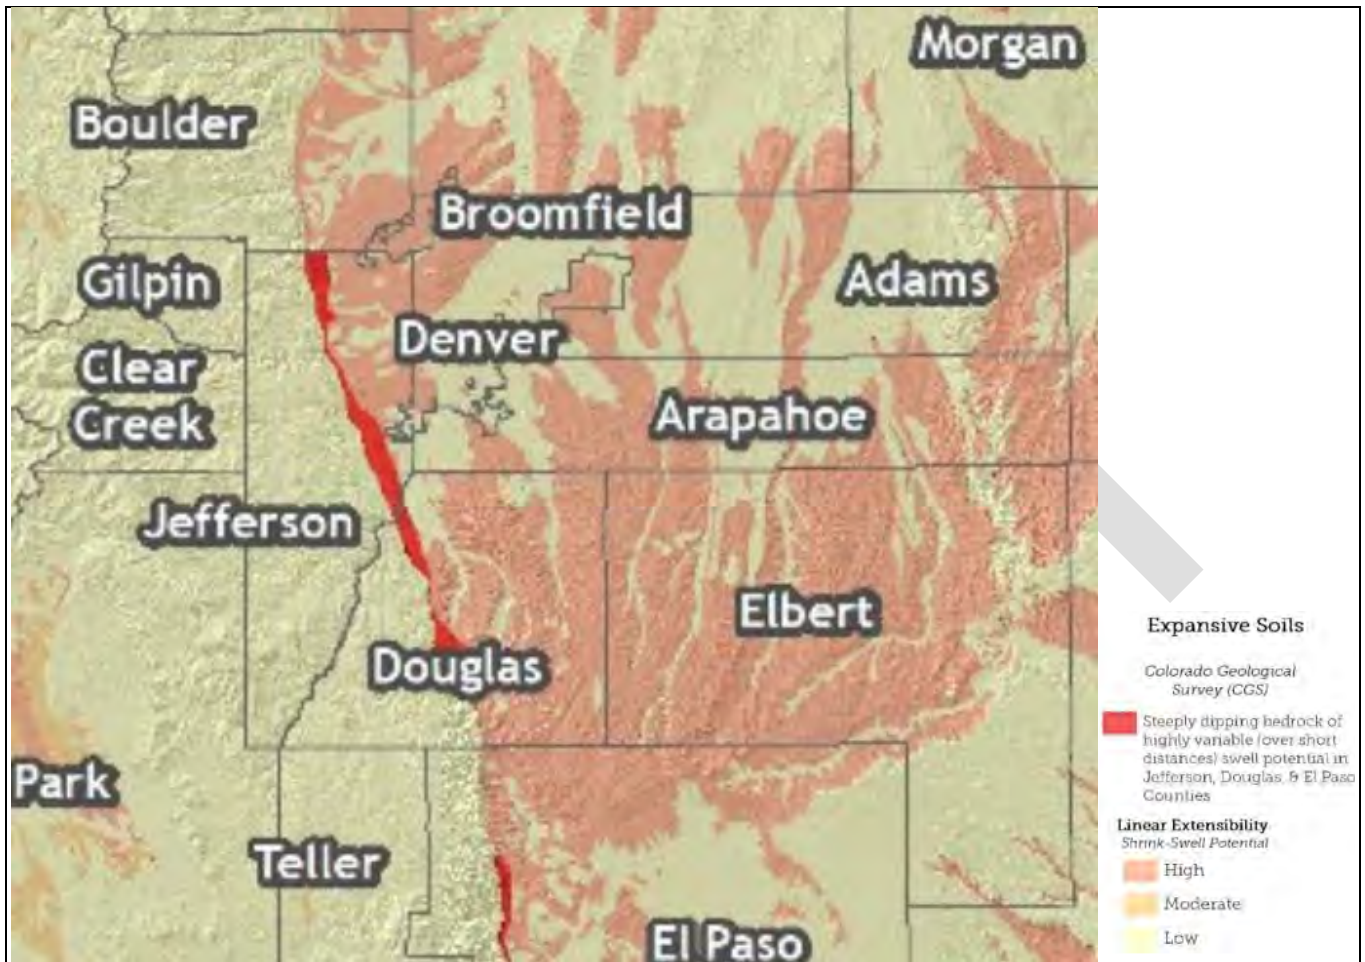 Morgan
Boulder
Broomfield
Gilpin
Adams
Denver
Clear
Creek
Arapahoe
Jefferson
Elbert
Douglas
Park
Teller
El Paso
Expansive Soils
Colorado Geological
Survey (CGS)
Steeply dipping bedrock of
highly variable (over short
distances) swell potential in
Jefferson, Douglas, & El Paso
Counties
Linear Extensibility
Shrink-Swell Potential
High
Moderate
Low